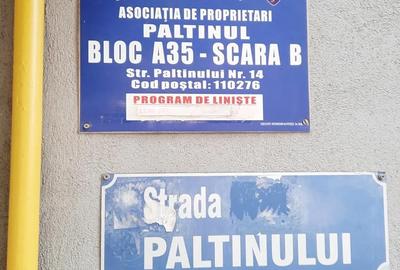 ASOCIAȚIA DE PROPRIETARI
PALTINUL
BLOC A35 - SCARA B
Str. Paltinului Nr. 14
Cod poștal: 110276
PROGRAM DE LINIȘTE
Strada
PALTINULUI